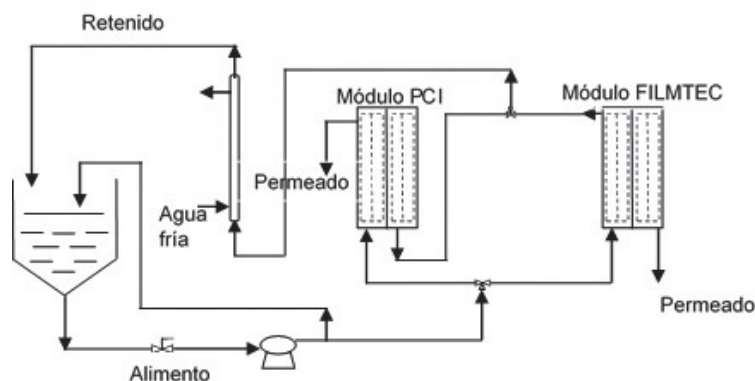 Retenido
Módulo PCI
Módulo FILMTEC
Permeado
Agua
fría
Permeado
Alimento